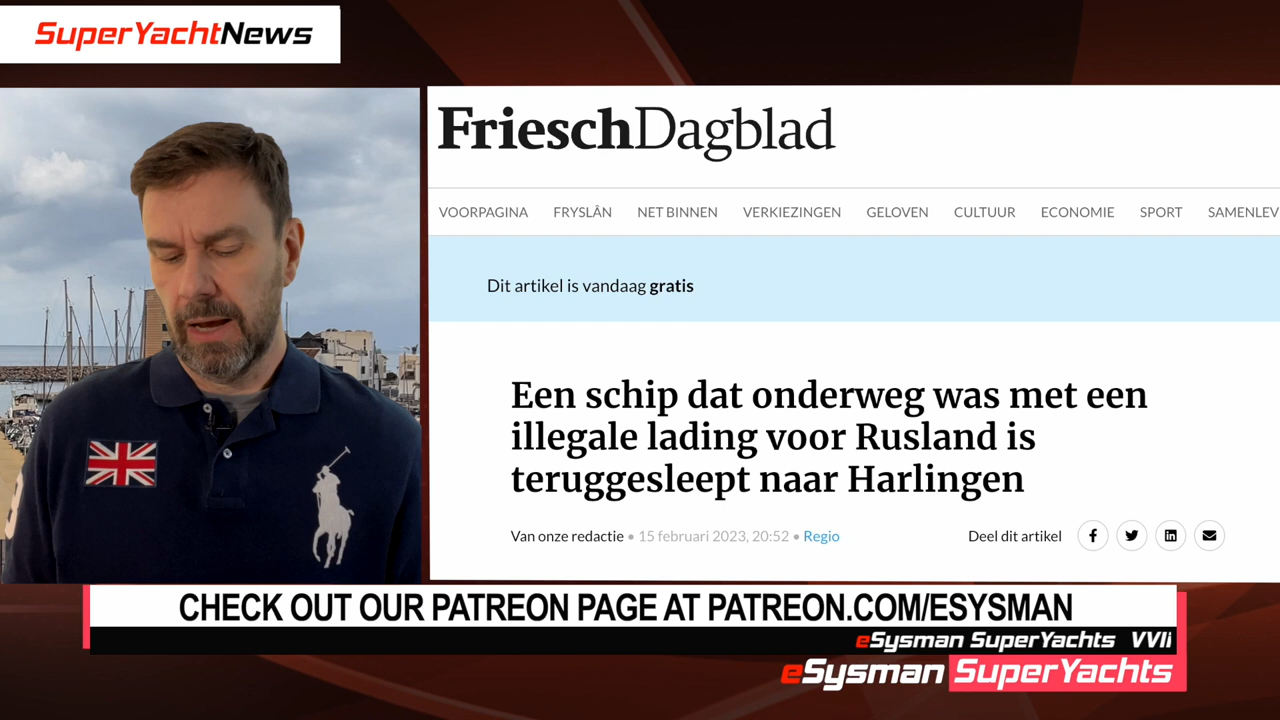 SuperYachtNews
FrieschDagblad
VOORPAGINA FRYSLÂN NET BINNEN VERKIEZINGEN GELOVEN CULTUUR ECONOMIE SPORT SAMENLEV
Dit artikel is vandaag gratis
Een schip dat onderweg was met een
illegale lading voor Rusland is
teruggesleept naar Harlingen
Van onze redactie • 15 februari 2023, 20:52 • Regio
Deel dit artikel
CHECK OUT OUR PATREON PAGE AT PATREON.COM/ESYSMAN
eSysman SuperYachts
eSysman SuperYachts